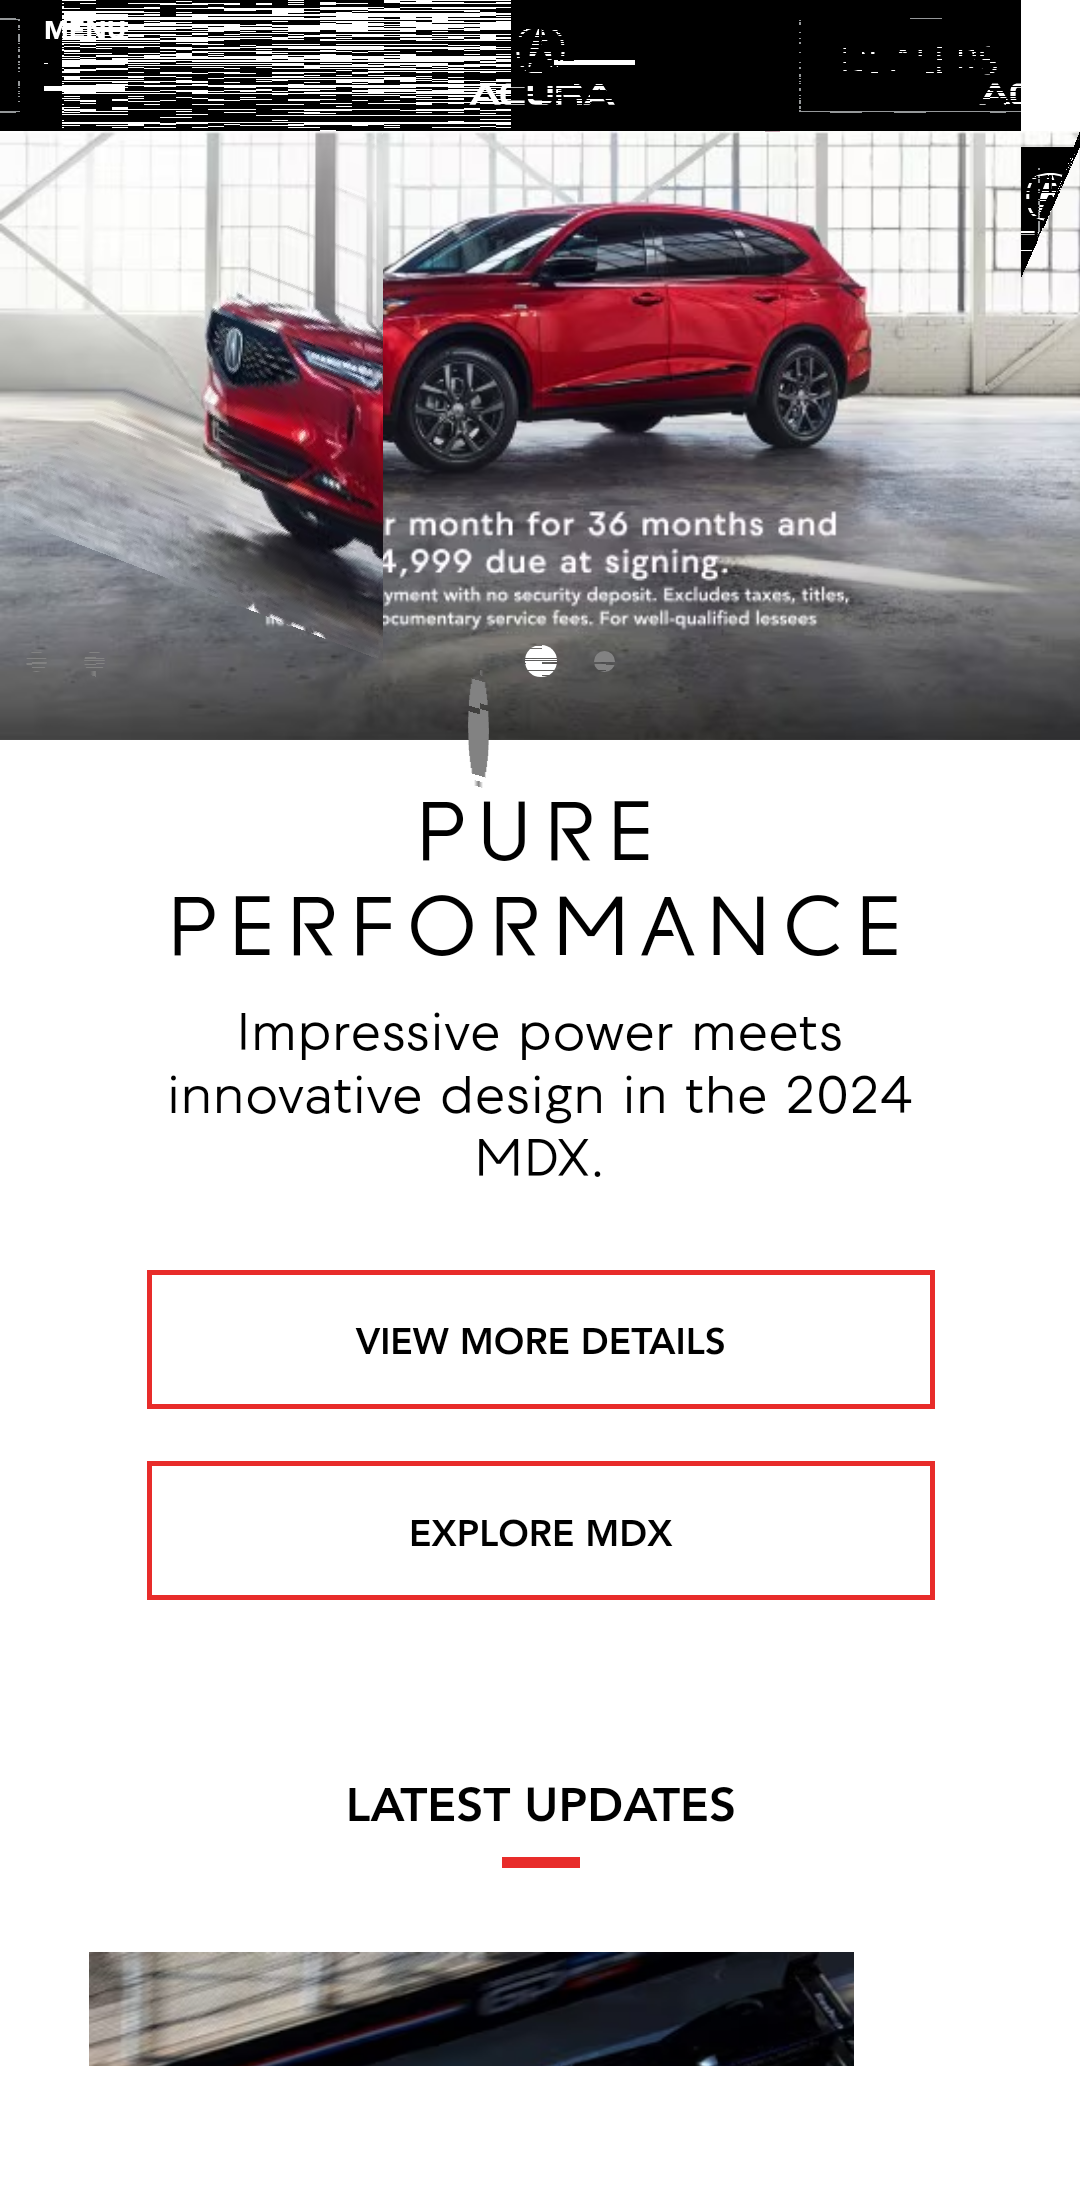 MENU
ACURA
r month for 36 months and
4,999 due at signing.
yment with no security deposit. Excludes taxes, titles,
ocumentary service fees. For well-qualified lessees
PURE
PERFORMANCE
Impressive power meets
innovative design in the 2024
MDX.
VIEW MORE DETAILS
EXPLORE MDX
LATEST UPDATES